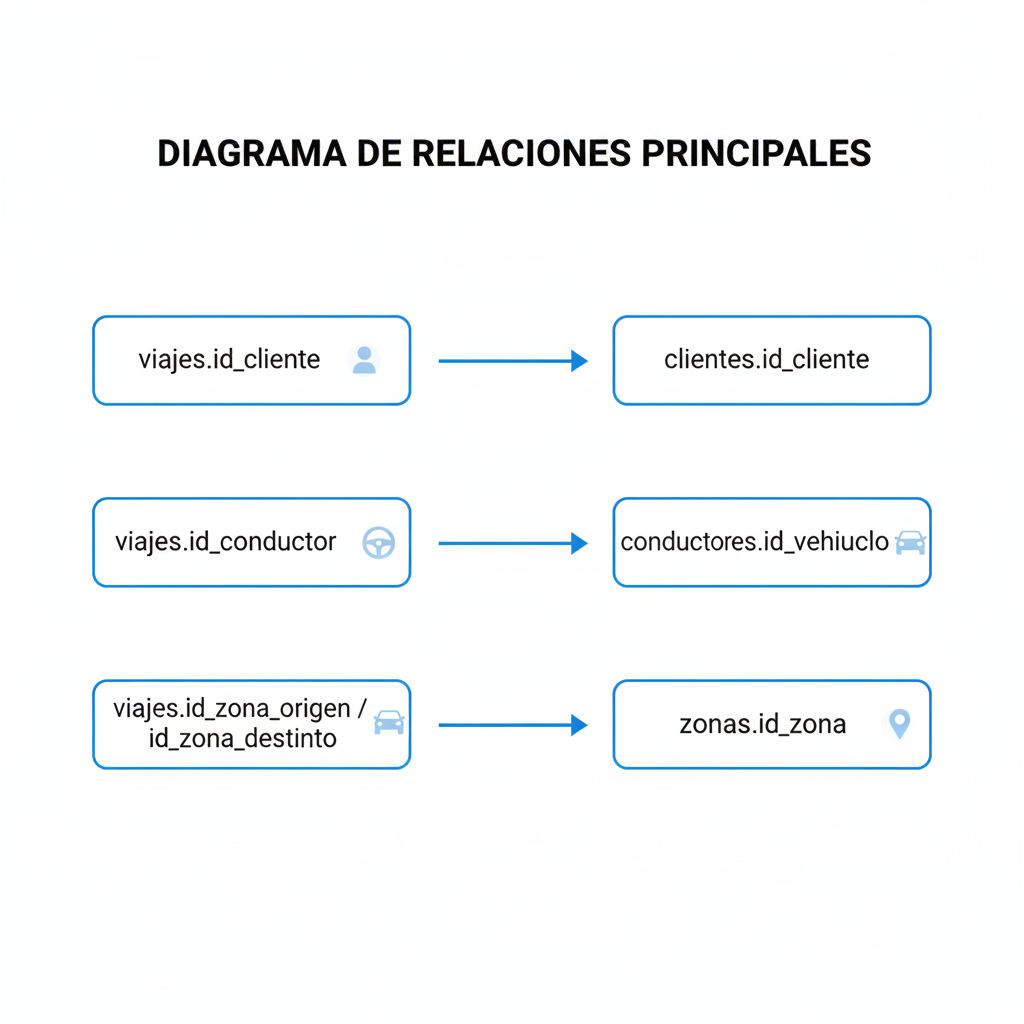 DIAGRAMA DE RELACIONES PRINCIPALES
viajes.id_cliente
clientes.id_cliente
viajes.id_conductor
conductores.id_vehiuclo
viajes.id_zona_origen /
id_zona_destinto
zonas.id_zona